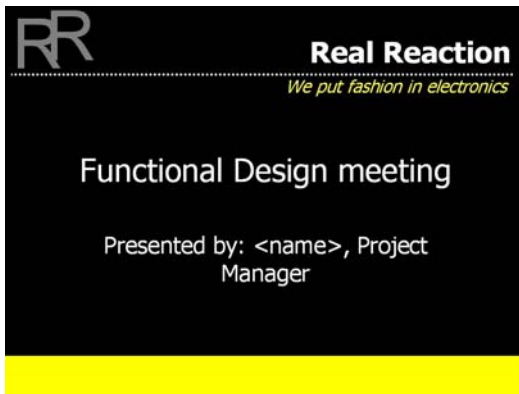 RR
Real Reaction
We put fashion in electronics
Functional Design meeting
Presented by: <name>, Project
Manager